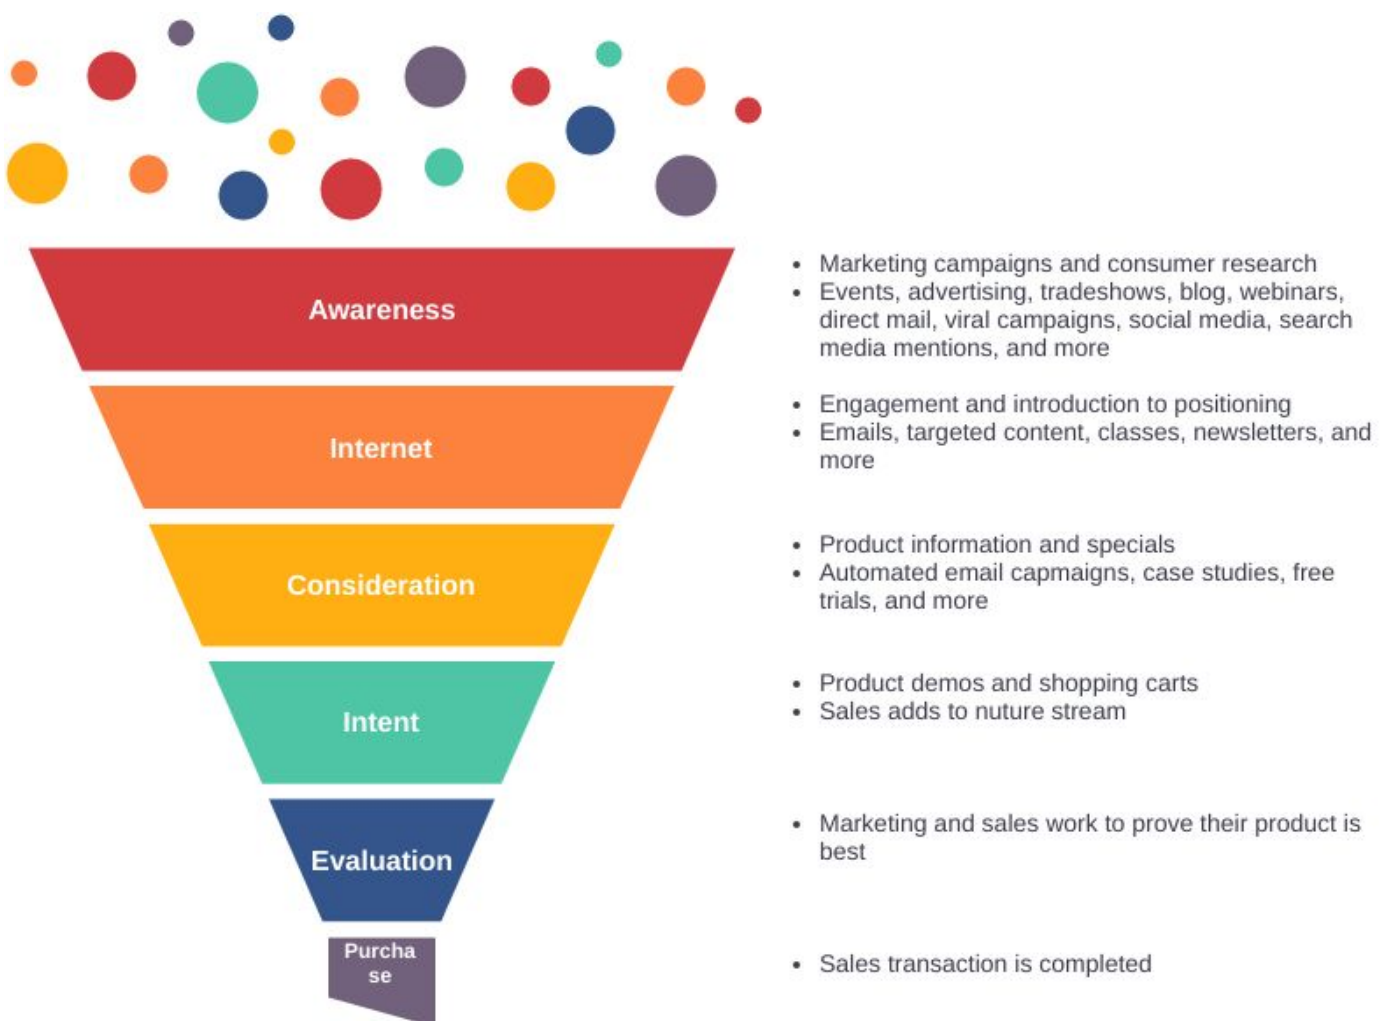 Awareness
• Marketing campaigns and consumer research
• Events, advertising, tradeshows, blog, webinars,
direct mail, viral campaigns, social media, search
media mentions, and more
Internet
• Engagement and introduction to positioning
• Emails, targeted content, classes, newsletters, and
more
Consideration
• Product information and specials
• Automated email capmaigns, case studies, free
trials, and more
Intent
• Product demos and shopping carts
• Sales adds to nuture stream
Evaluation
• Marketing and sales work to prove their product is
best
Purcha
se
• Sales transaction is completed